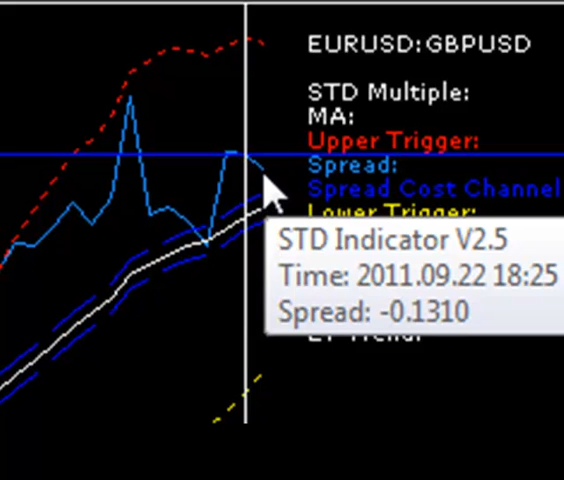 EURUSD:GBPUSD
STD Multiple:
MA:
Upper Trigger:
Spread:
Spread Cost Channel
Lower Trigger:
STD Indicator V2.5
Time: 2011.09.22 18:25
Spread: -0.1310